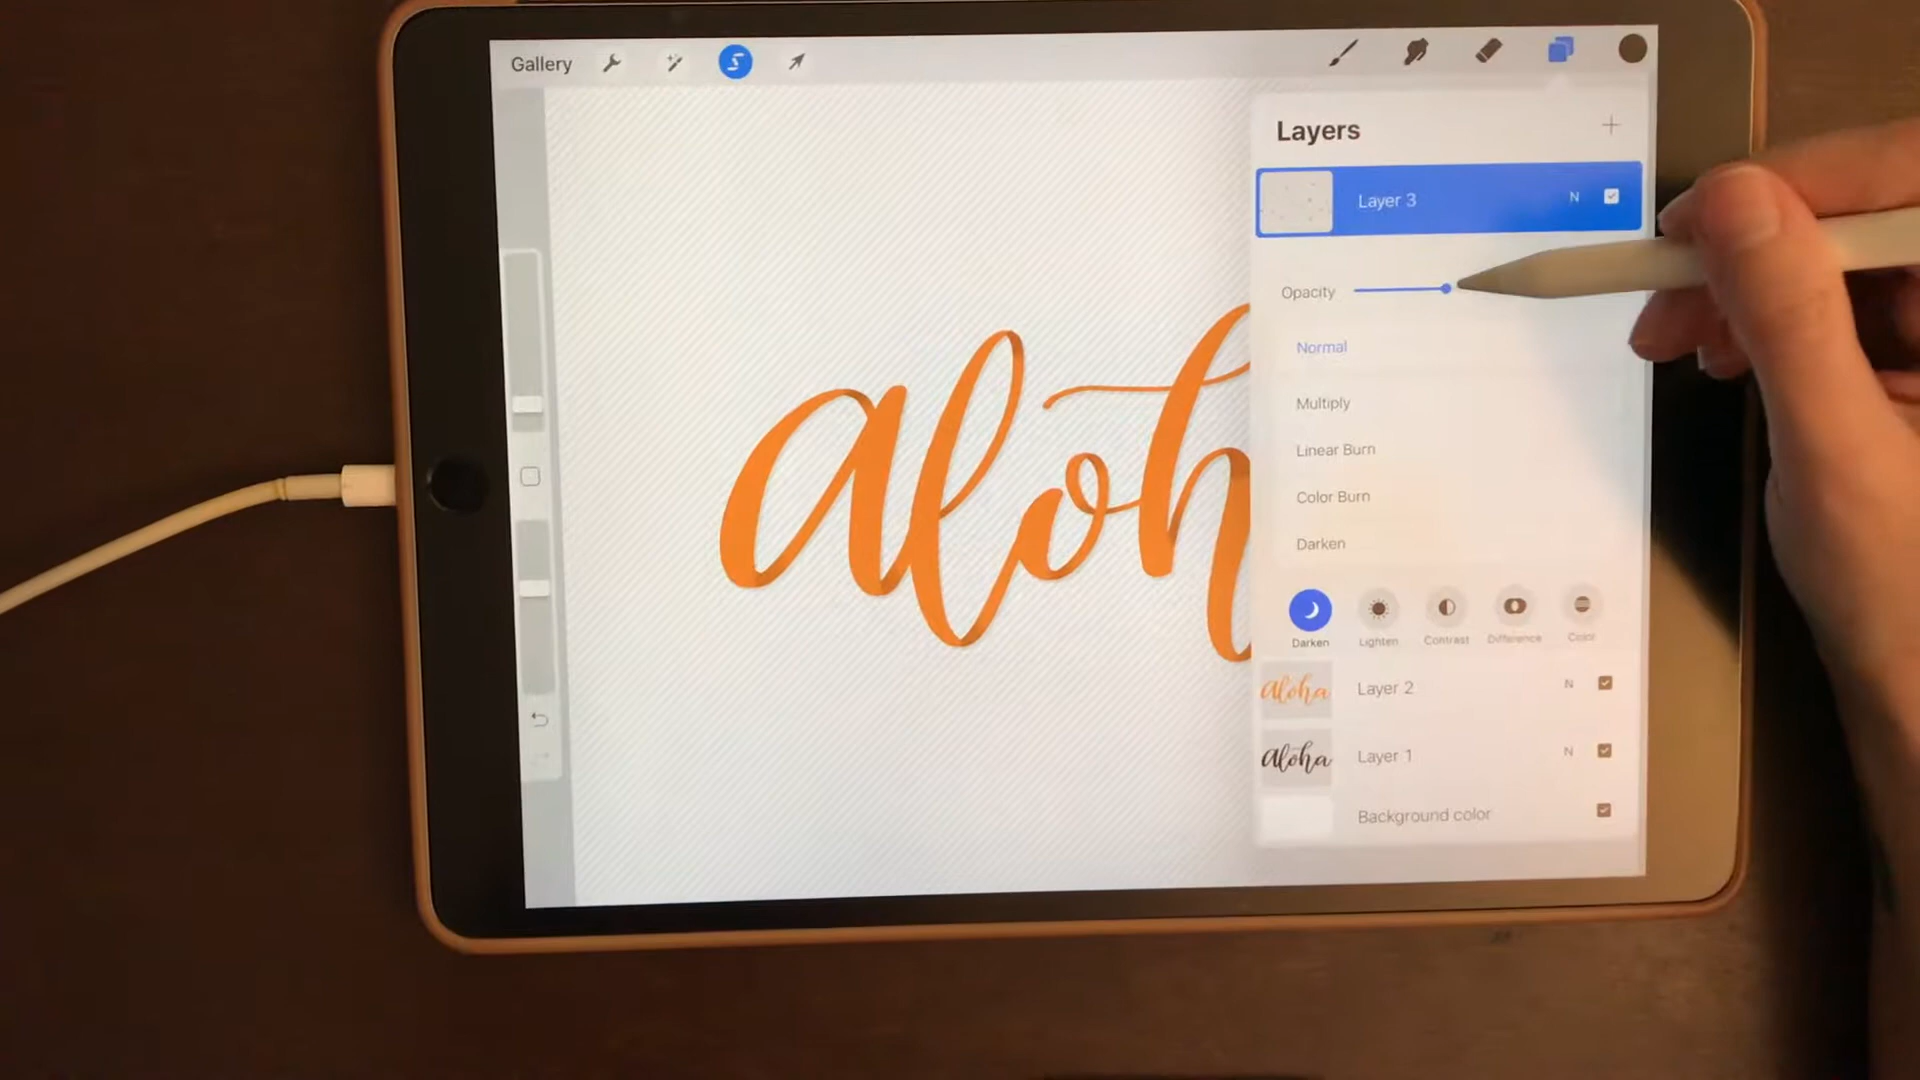 Gallery
aloh
Layers
Layer 3 N
Opacity
Normal
Multiply
Linear Burn
Color Burn
Darken
Darken Lighten Contrast Difference Color
aloha Layer 2 N
aloha Layer 1 N
Background color